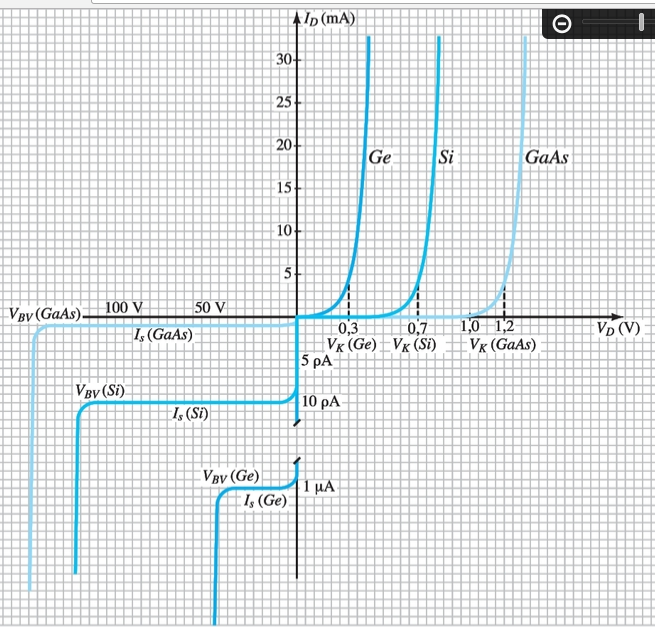 I_D (mA)
30
25
20
15
10
5
Ge
Si
GaAs
V_BV (GaAs)
100 V
50 V
I_s (GaAs)
0,3
0,7
1,0
1,2
V_D (V)
V_K (Ge)
V_K (Si)
V_K (GaAs)
5 ρA
V_BV (Si)
I_s (Si)
10 ρA
V_BV (Ge)
I_s (Ge)
1 μA